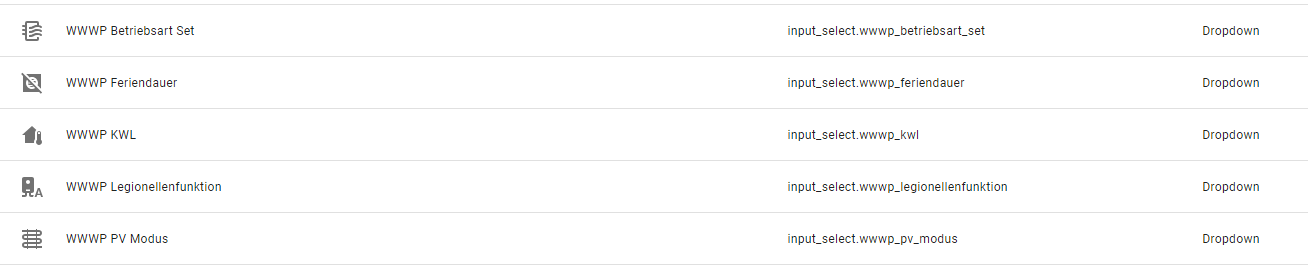 WWWP Betriebsart Set input_select.wwwp_betriebsart_set Dropdown
WWWP Feriendauer input_select.wwwp_feriendauer Dropdown
WWWP KWL input_select.wwwp_kwl Dropdown
WWWP Legionellenfunktion input_select.wwwp_legionellenfunktion Dropdown
WWWP PV Modus input_select.wwwp_pv_modus Dropdown